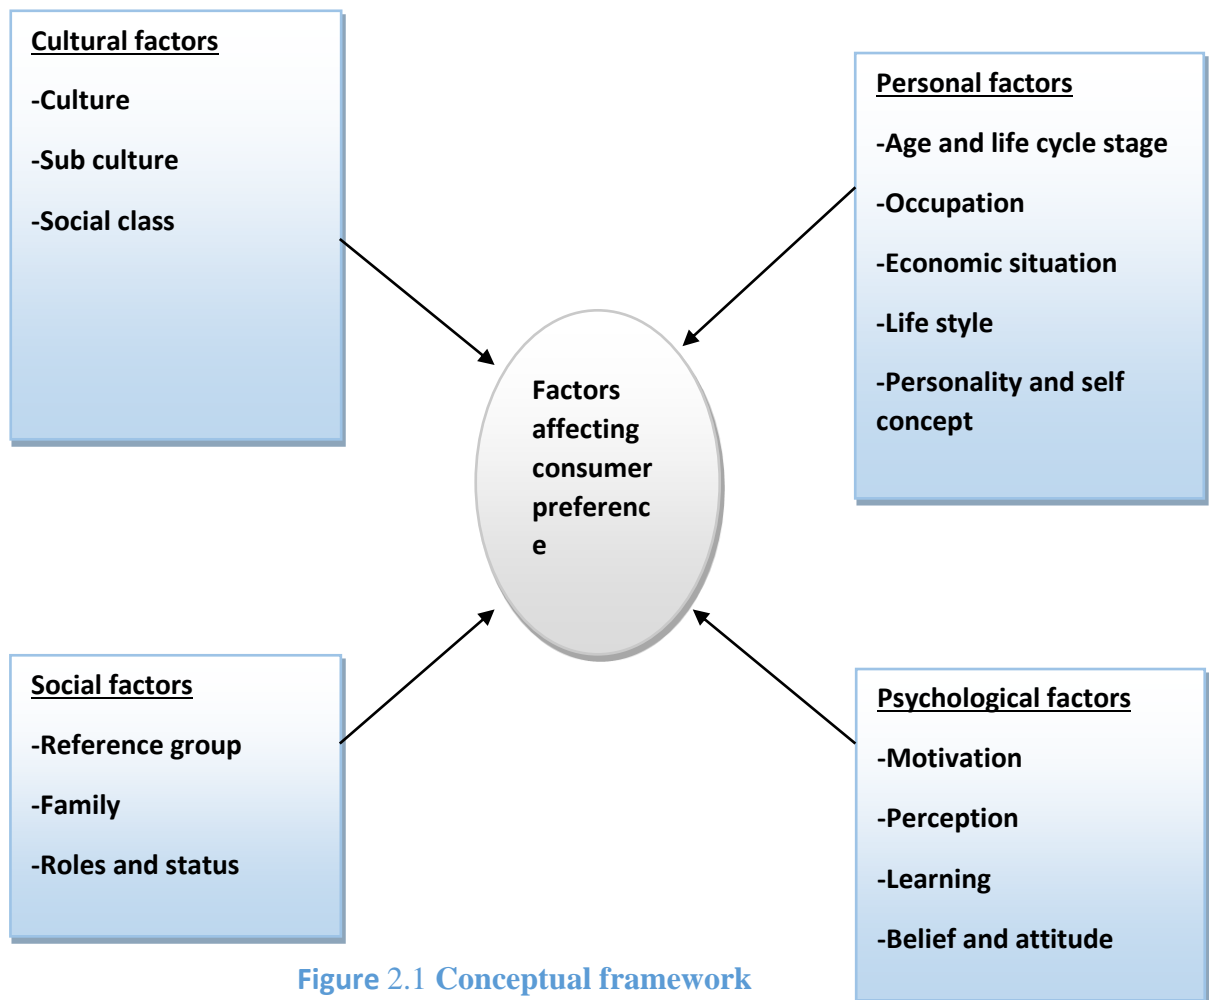 Cultural factors
-Culture
-Sub culture
-Social class
Personal factors
-Age and life cycle stage
-Occupation
-Economic situation
-Life style
-Personality and self
concept
Factors
affecting
consumer
preferenc
e
Social factors
-Reference group
-Family
-Roles and status
Psychological factors
-Motivation
-Perception
-Learning
-Belief and attitude
Figure 2.1 Conceptual framework